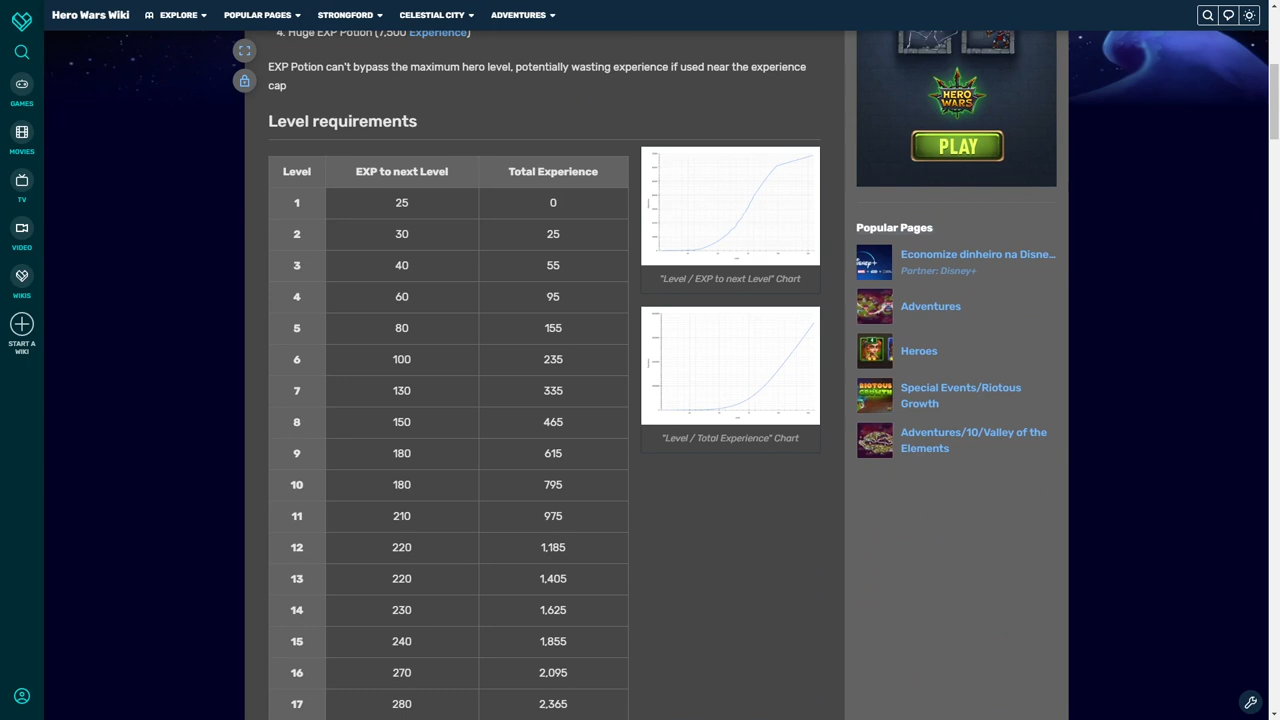 Hero Wars Wiki
EXPLORE
POPULAR PAGES
STRONGFORD
CELESTIAL CITY
ADVENTURES
GAMES
MOVIES
TV
VIDEO
WIKIS
START A
WIKI
4. Huge EXP Potion (7,500 Experience)
EXP Potion can't bypass the maximum hero level, potentially wasting experience if used near the experience
cap
Level requirements
Level EXP to next Level Total Experience
1 25 0
2 30 25
3 40 55
4 60 95
5 80 155
6 100 235
7 130 335
8 150 465
9 180 615
10 180 795
11 210 975
12 220 1,185
13 220 1,405
14 230 1,625
15 240 1,855
16 270 2,095
17 280 2,365
"Level / EXP to next Level" Chart
"Level / Total Experience" Chart
HERO
WARS
PLAY
Popular Pages
Economize dinheiro na Disne...
Partner: Disney+
Adventures
Heroes
Special Events/Riotous
Growth
Adventures/10/Valley of the
Elements